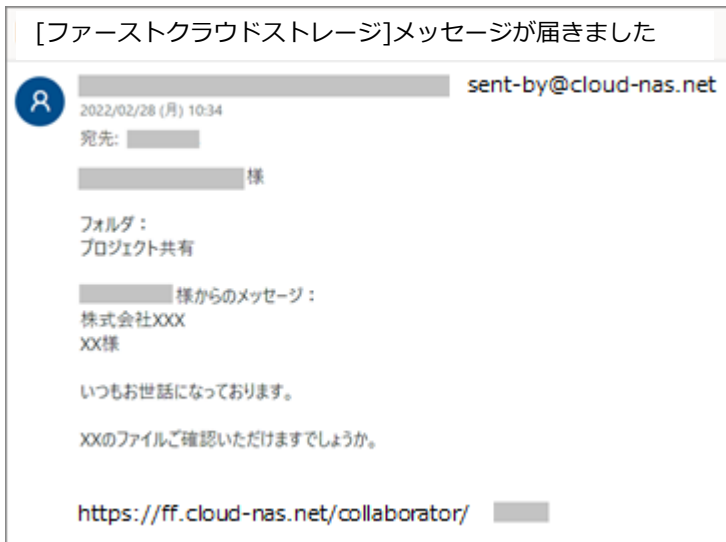 [ファーストクラウドストレージ]メッセージが届きました
sent-by@cloud-nas.net
2022/02/28 (月) 10:34
宛先:
様
フォルダ：
プロジェクト共有
様からのメッセージ：
株式会社XXX
XX様
いつもお世話になっております。
XXのファイルご確認いただけますでしょうか。
https://ff.cloud-nas.net/collaborator/